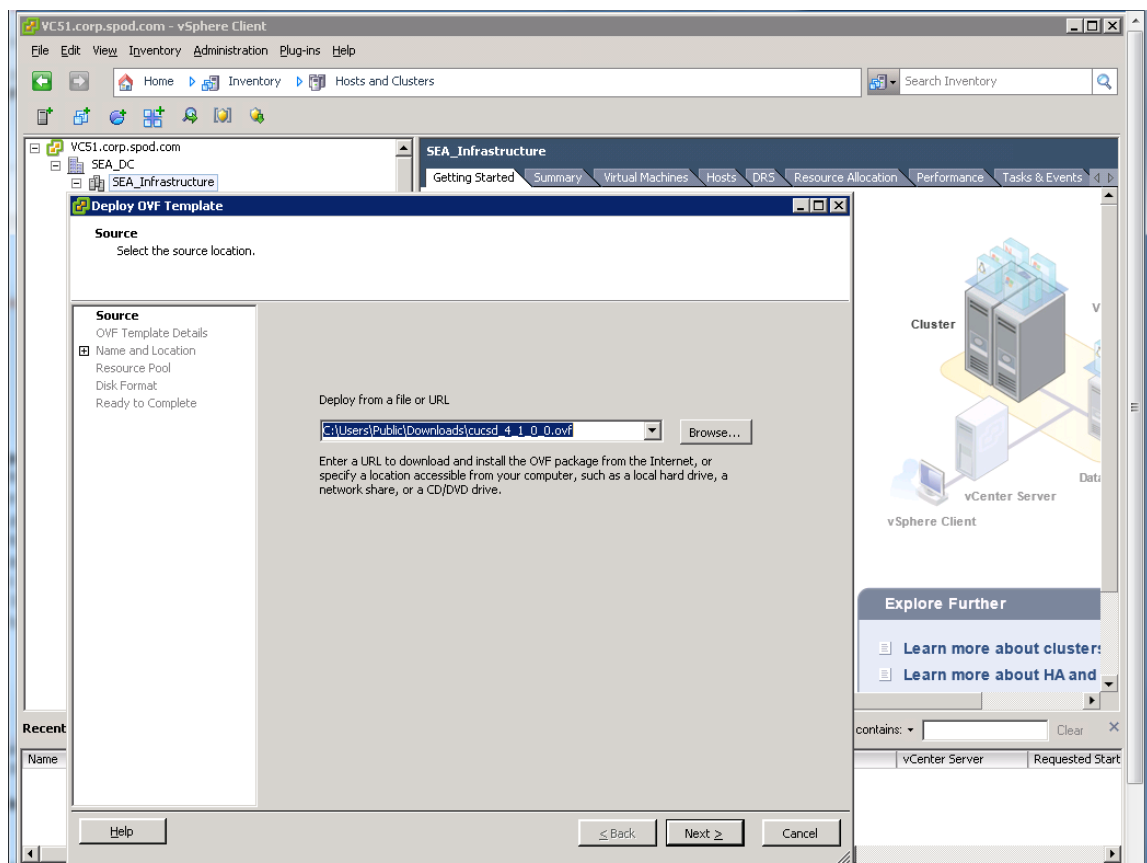 VC51.corp.spod.com - vSphere Client
File Edit View Inventory Administration Plug-ins Help
Home Inventory Hosts and Clusters
Search Inventory
VC51.corp.spod.com
SEA_DC
SEA_Infrastructure
SEA_Infrastructure
Getting Started Summary Virtual Machines Hosts DRS Resource Allocation Performance Tasks & Events
Deploy OVF Template
Source
Select the source location.
Source
OVF Template Details
Name and Location
Resource Pool
Disk Format
Ready to Complete
Deploy from a file or URL
C:\Users\Public\Downloads\cucsd_4_1_0_0.ovf
Browse...
Enter a URL to download and install the OVF package from the Internet, or
specify a location accessible from your computer, such as a local hard drive, a
network share, or a CD/DVD drive.
Help
< Back Next > Cancel
Cluster
V
Data
vCenter Server
vSphere Client
Explore Further
Learn more about clusters
Learn more about HA and
Recent
contains:
Clear
Name
vCenter Server
Requested Start